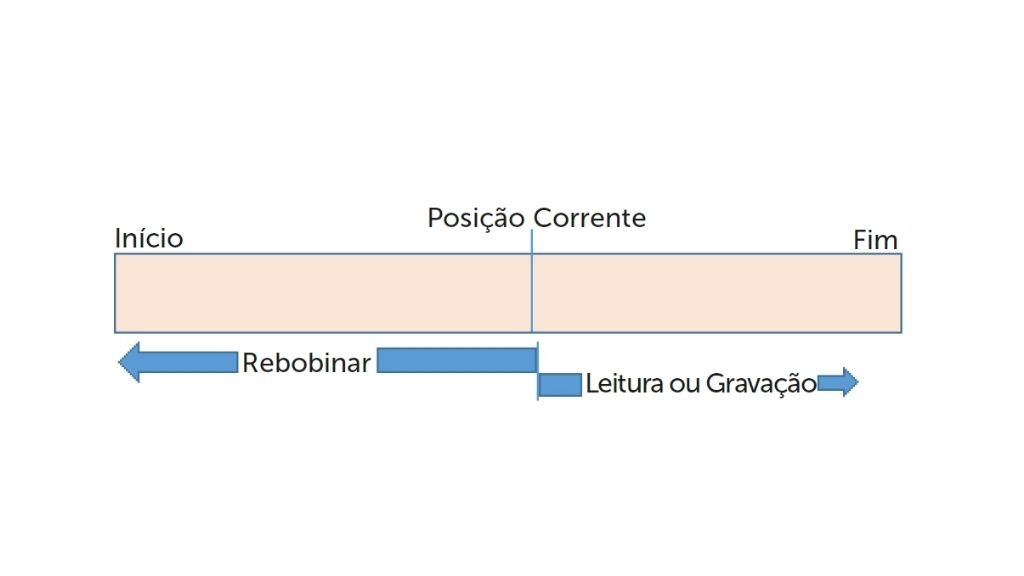 Posição Corrente
Início
Fim
Rebobinar
Leitura ou Gravação